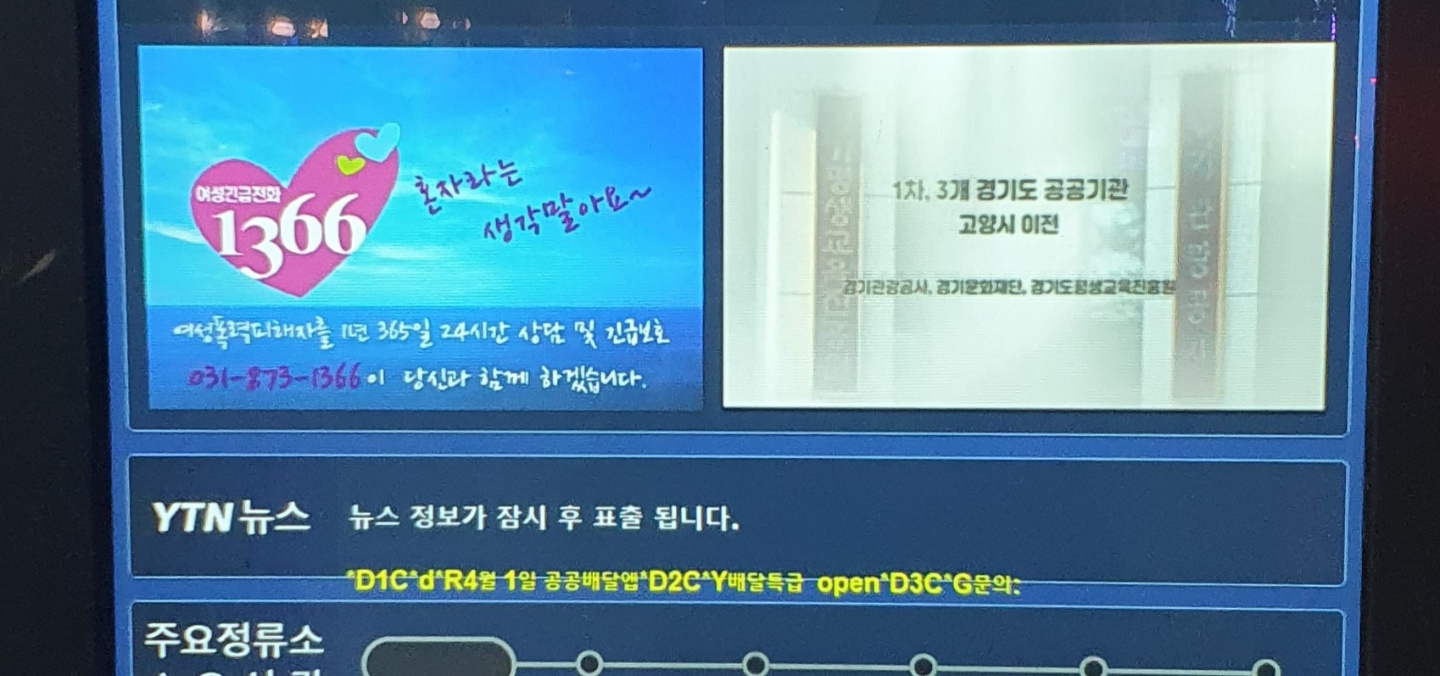 여성긴급전화
1366
혼자라는
생각말아요~
여성폭력피해자를 1년 365일 24시간 상담 및 긴급보호
031-873-1366이 당신과 함께 하겠습니다.
1차, 3개 경기도 공공기관
고양시 이전
경기관광공사, 경기문화재단, 경기도평생교육진흥원
YTN 뉴스
뉴스 정보가 잠시 후 표출 됩니다.
*D1C*d*R4월 1일 공공배달앱*D2C*Y배달특급 open*D3C*G문의:
주요정류소